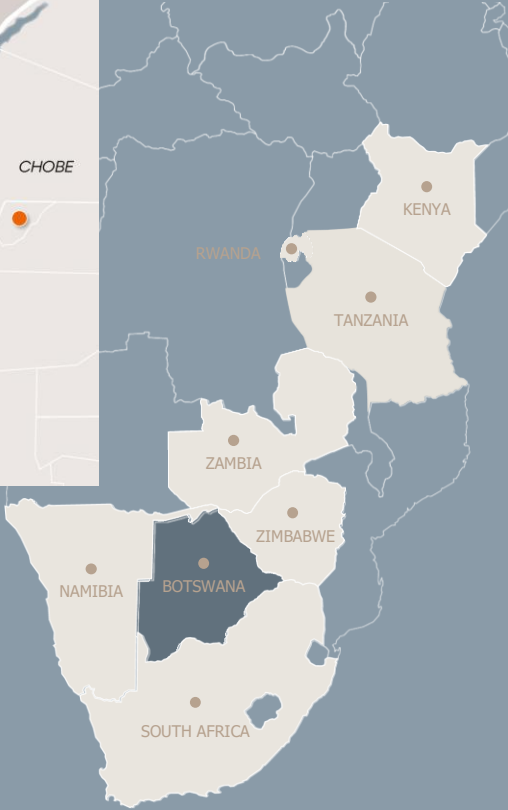 CHOBE
KENYA
RWANDA
TANZANIA
ZAMBIA
ZIMBABWE
NAMIBIA
BOTSWANA
SOUTH AFRICA